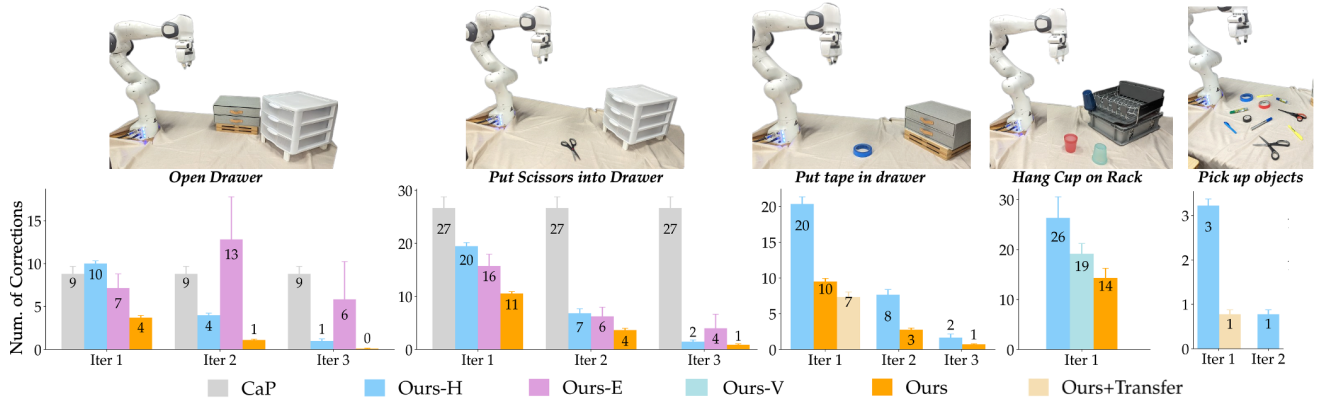 Open Drawer
Put Scissors into Drawer
Put tape in drawer
Hang Cup on Rack
Pick up objects
Num. of Corrections
15
10
5
0
9
10
7
4
9
4
13
1
9
1
6
0
Iter 1
Iter 2
Iter 3
30
20
10
0
27
20
16
11
27
7
6
4
27
2
4
1
Iter 1
Iter 2
Iter 3
20
15
10
5
0
20
10
7
8
3
2
1
Iter 1
Iter 2
Iter 3
30
20
10
0
26
19
14
Iter 1
3
2
1
0
3
1
1
Iter 1
Iter 2
CaP
Ours-H
Ours-E
Ours-V
Ours
Ours+Transfer